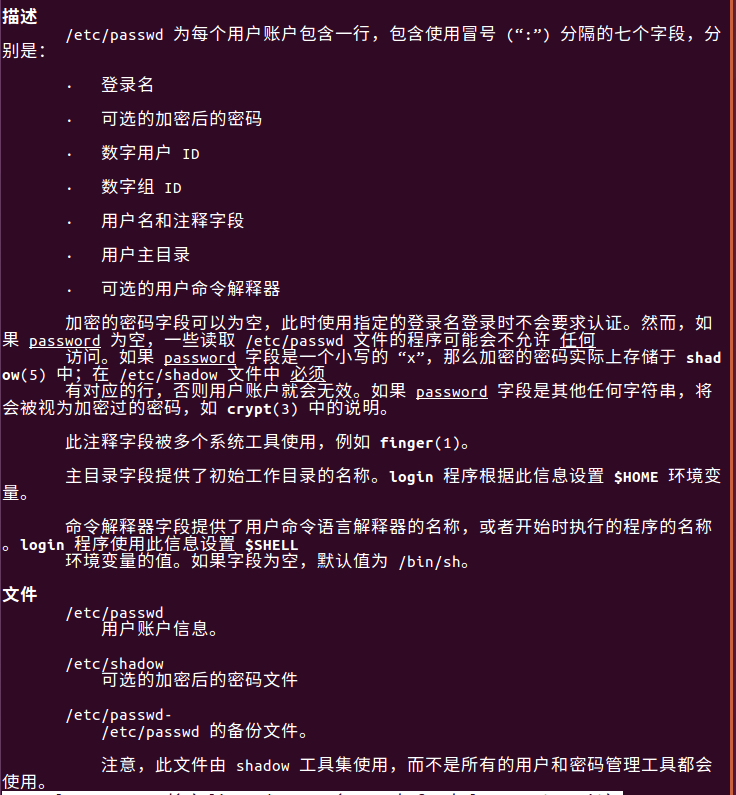 描述
/etc/passwd 为每个用户账户包含一行，包含使用冒号 (“:”) 分隔的七个字段，分
别是：
· 登录名
· 可选的加密后的密码
· 数字用户 ID
· 数字组 ID
· 用户名和注释字段
· 用户主目录
· 可选的用户命令解释器
加密的密码字段可以为空，此时使用指定的登录名登录时不会要求认证。然而，如
果 password 为空，一些读取 /etc/passwd 文件的程序可能会不允许 任何
访问。如果 password 字段是一个小写的 “x”，那么加密的密码实际上存储于 shad
ow(5) 中；在 /etc/shadow 文件中 必须
有对应的行，否则用户账户就会无效。如果 password 字段是其他任何字符串，将
会被视为加密过的密码，如 crypt(3) 中的说明。
此注释字段被多个系统工具使用，例如 finger(1)。
主目录字段提供了初始工作目录的名称。login 程序根据此信息设置 $HOME 环境变
量。
命令解释器字段提供了用户命令语言解释器的名称，或者开始时执行的程序的名称
。login 程序使用此信息设置 $SHELL
环境变量的值。如果字段为空，默认值为 /bin/sh。
文件
/etc/passwd
用户账户信息。
/etc/shadow
可选的加密后的密码文件
/etc/passwd-
/etc/passwd 的备份文件。
注意，此文件由 shadow 工具集使用，而不是所有的用户和密码管理工具都会
使用。